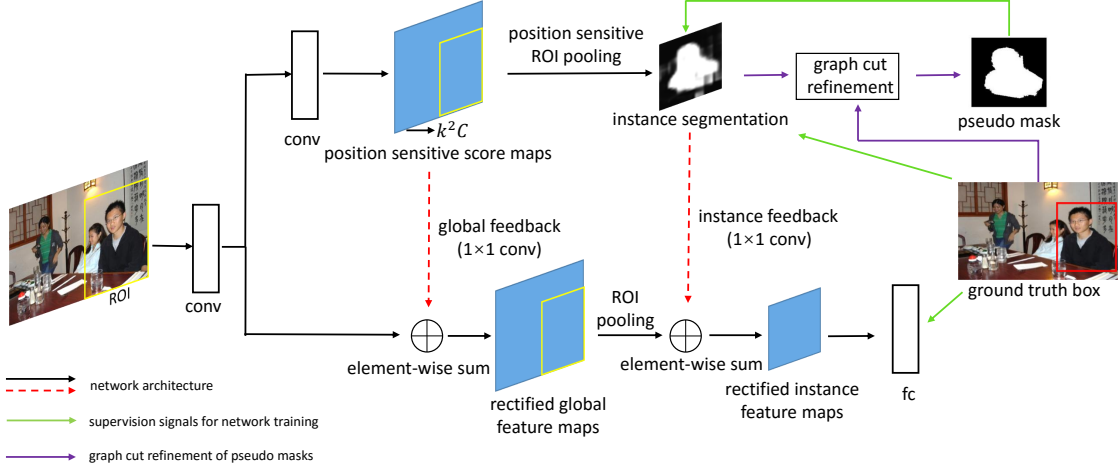 position sensitive
ROI pooling
graph cut
refinement
conv
k²C
position sensitive score maps
instance segmentation
pseudo mask
ROI
conv
global feedback
(1×1 conv)
instance feedback
(1×1 conv)
ground truth box
ROI
pooling
element-wise sum
element-wise sum
rectified global
feature maps
rectified instance
feature maps
fc
network architecture
supervision signals for network training
graph cut refinement of pseudo masks